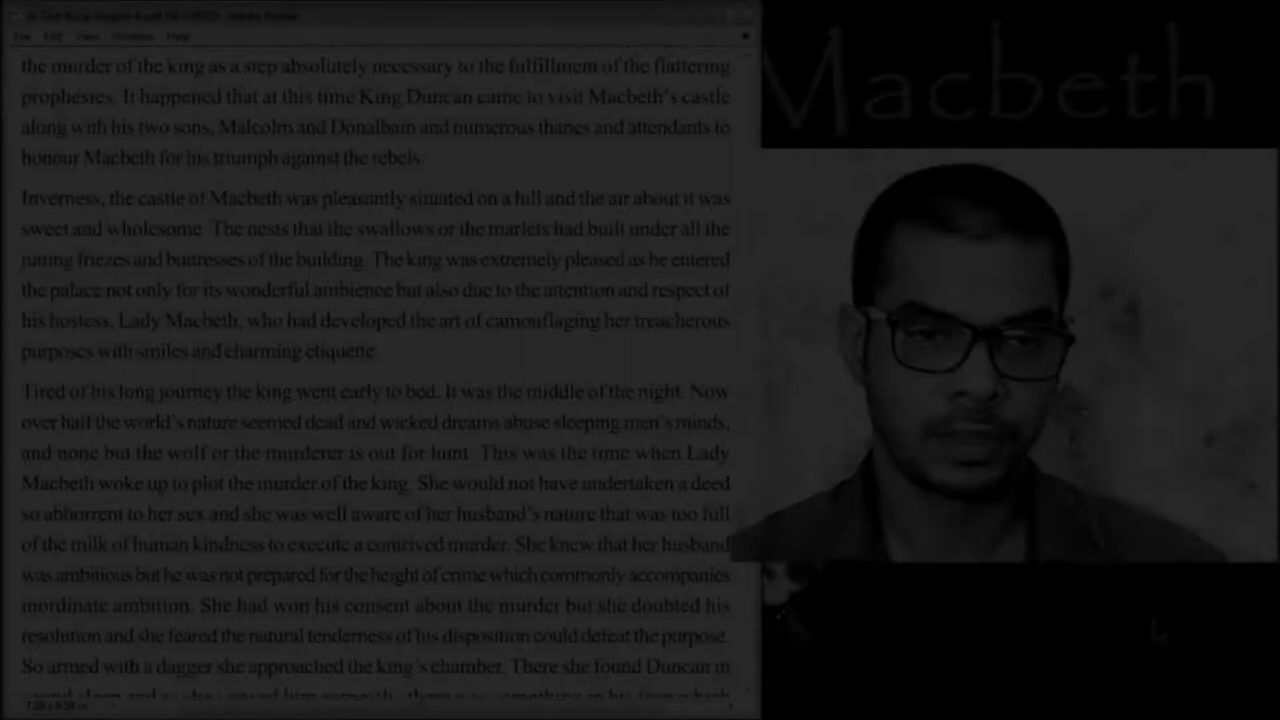 File Edit View Help
Macbeth
the murder of the king as a step absolutely necessary to the fulfillment of the flattering
prophesies. It happened that at this time King Duncan came to visit Macbeth's castle
along with his two sons, Malcolm and Donalbain and numerous thanes and attendants to
honour Macbeth for his triumph against the rebels.
Inverness, the castle of Macbeth was pleasantly situated on a hill and the air about it was
sweet and wholesome. The nests that the swallows or the marlets had built under all the
jutting friezes and buttresses of the building. The king was extremely pleased as he entered
the palace not only for its wonderful ambience but also due to the attention and respect of
his hostess, Lady Macbeth, who had developed the art of camouflaging her treacherous
purposes with smiles and charming etiquette.
Tired of his long journey the king went early to bed. It was the middle of the night. Now
over half the world's nature seemed dead and wicked dreams abuse sleeping men's minds,
and none but the wolf or the murderer is out for hunt. This was the time when Lady
Macbeth woke up to plot the murder of the king. She would not have undertaken a deed
so abhorrent to her sex and she was well aware of her husband's nature that was too full
of the milk of human kindness to execute a contrived murder. She knew that her husband
was ambitious but he was not prepared for the height of crime which commonly accompanies
inordinate ambition. She had won his consent about the murder but she doubted his
resolution and she feared the natural tenderness of his disposition could defeat the purpose.
So armed with a dagger she approached the king's chamber. There she found Duncan in